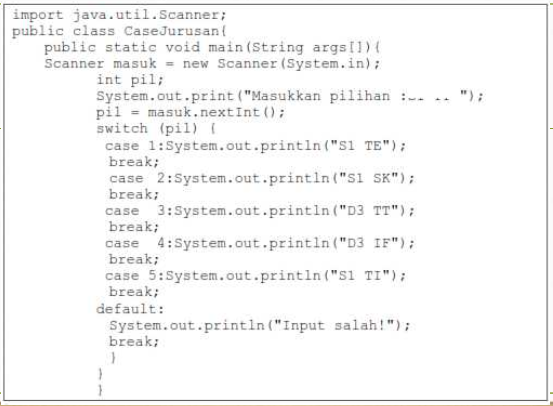 import java.util.Scanner;
public class CaseJurusan{
public static void main(String args[]){
Scanner masuk = new Scanner(System.in);
int pil;
System.out.print("Masukkan pilihan : ");
pil = masuk.nextInt();
switch (pil) {
case 1:System.out.println("S1 TE");
break;
case 2:System.out.println("S1 SK");
break;
case 3:System.out.println("D3 TT");
break;
case 4:System.out.println("D3 IF");
break;
case 5:System.out.println("S1 TI");
break;
default:
System.out.println("Input salah!");
break;
}
}
}